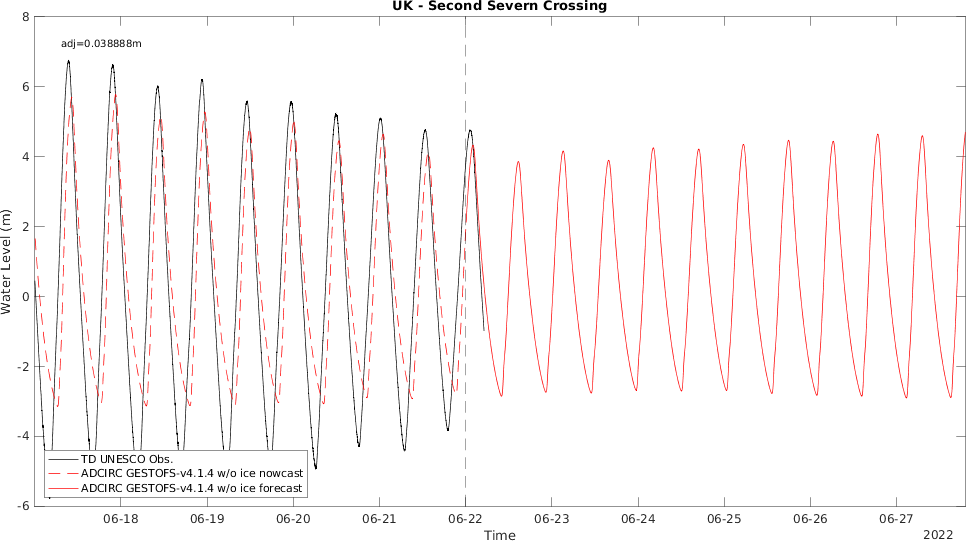 UK - Second Severn Crossing
adj=0.038888m
8
6
4
2
0
-2
-4
-6
Water Level (m)
TD UNESCO Obs.
ADCIRC GESTOFS-v4.1.4 w/o ice nowcast
ADCIRC GESTOFS-v4.1.4 w/o ice forecast
06-18 06-19 06-20 06-21 06-22 06-23 06-24 06-25 06-26 06-27
Time
2022